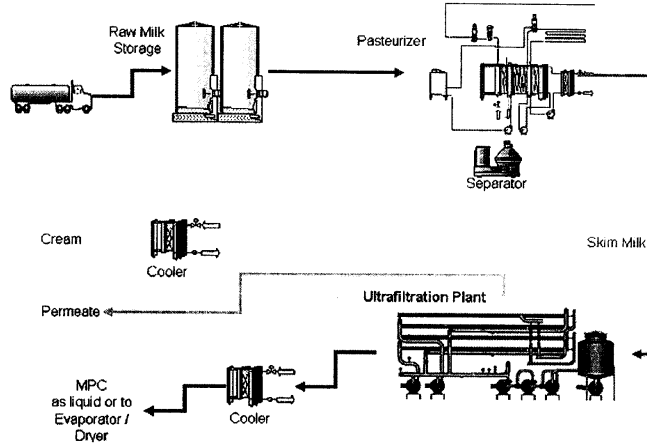 Raw Milk
Storage
Pasteurizer
Separator
Cream
Cooler
Skim Milk
Permeate
Ultrafiltration Plant
MPC
as liquid or to
Evaporator /
Dryer
Cooler